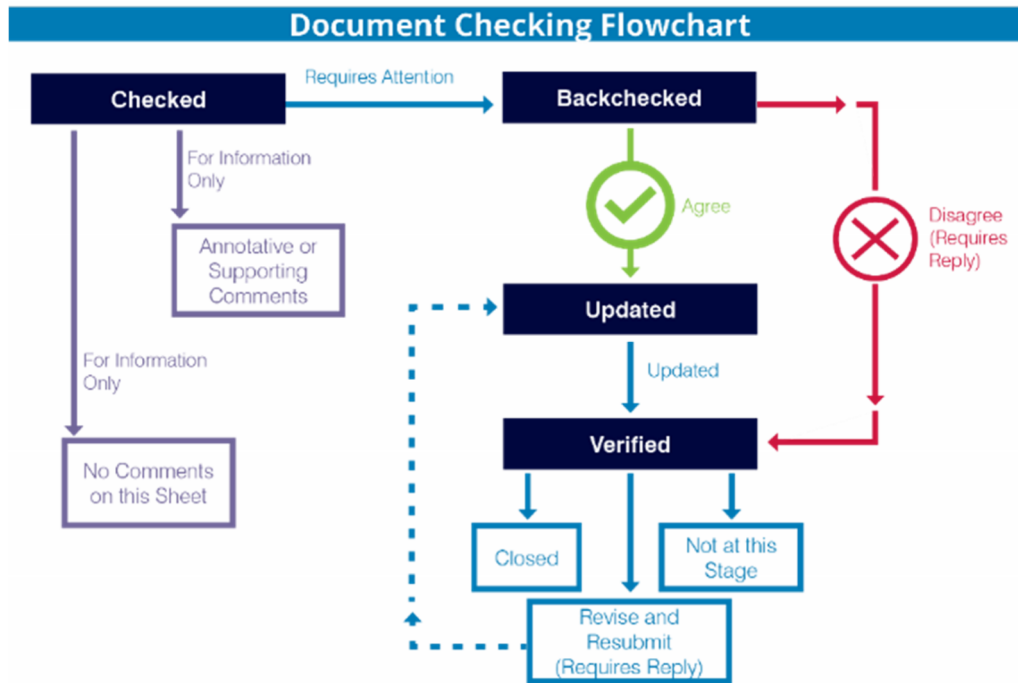 Document Checking Flowchart
Requires Attention
Checked
Backchecked
For Information
Only
Agree
Disagree
(Requires
Reply)
Annotative or
Supporting
Comments
Updated
For Information
Only
Updated
Verified
No Comments
on this Sheet
Closed
Not at this
Stage
Revise and
Resubmit
(Requires Reply)